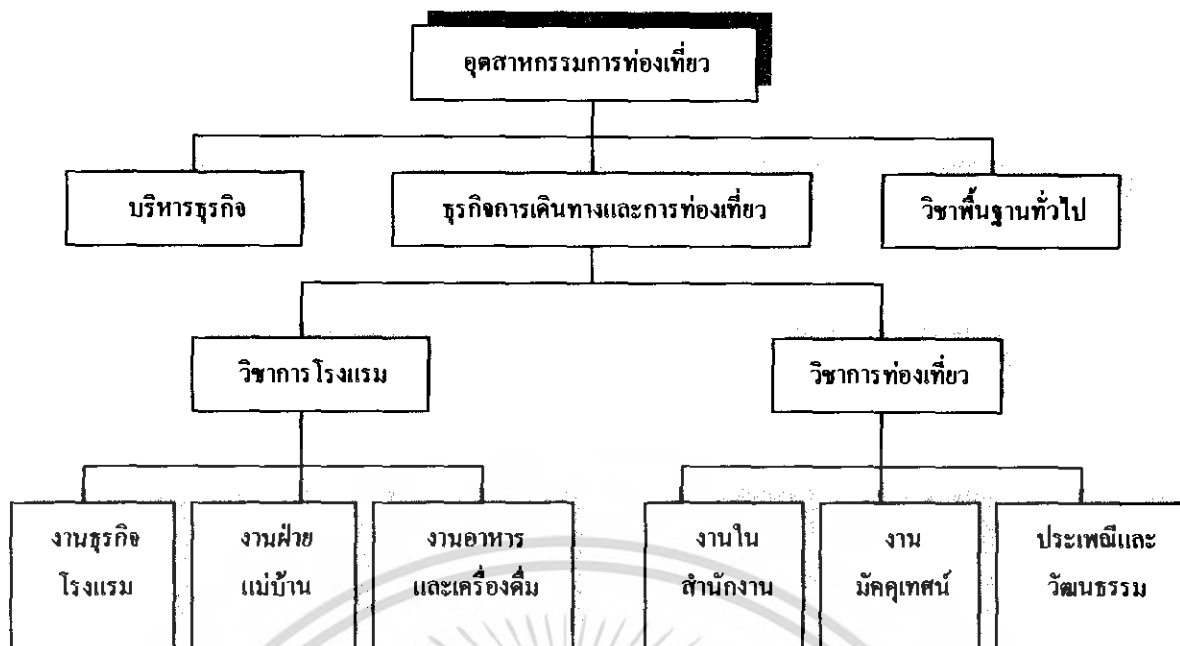 อุตสาหกรรมการท่องเที่ยว
บริหารธุรกิจ
ธุรกิจการเดินทางและการท่องเที่ยว
วิชาพื้นฐานทั่วไป
วิชาการโรงแรม
วิชาการท่องเที่ยว
งานธุรกิจ
โรงแรม
งานฝ่าย
แม่บ้าน
งานอาหาร
และเครื่องดื่ม
งานใน
สำนักงาน
งาน
มัคคุเทศน์
ประเพณีและ
วัฒนธรรม